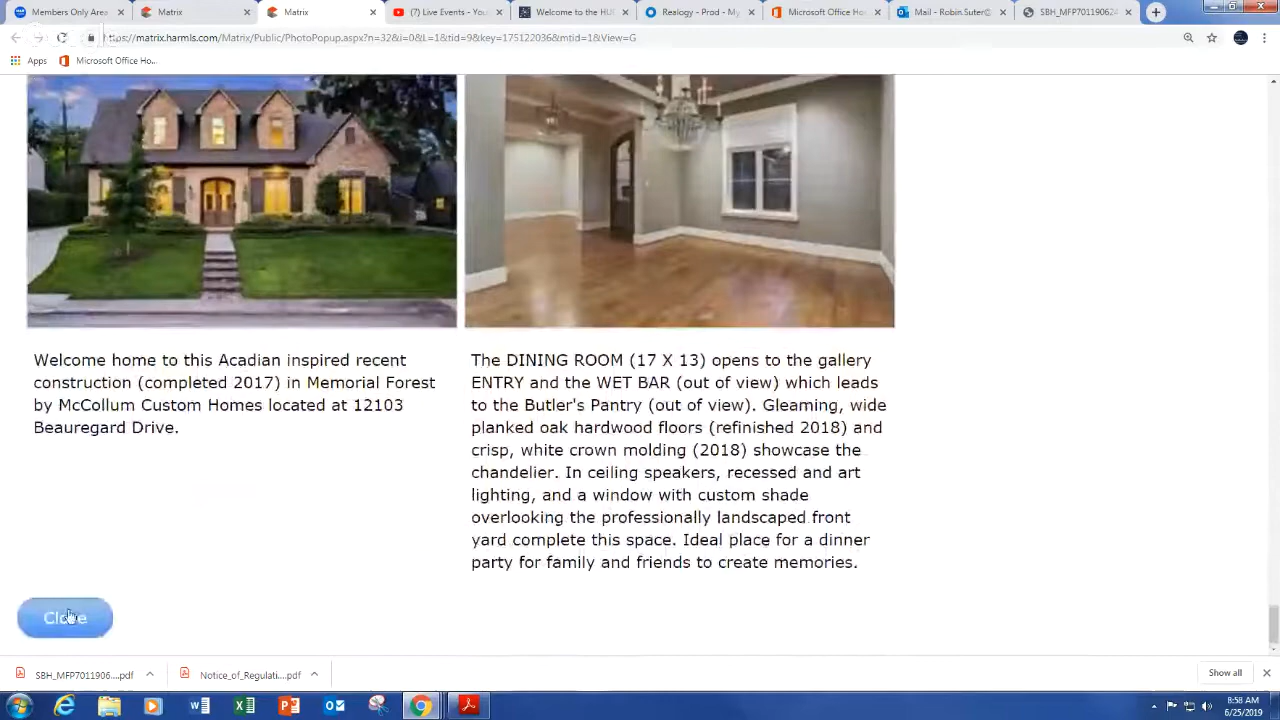 Members Only Area
Matrix
Matrix
(?) Live Events - You
Welcome to the HU
Realogy - Prod - My
Microsoft Office Ho
Mail - Robin Suter
SBH_MFP70119
ttps://matrix.harmls.com/Matrix/Public/PhotoPopup.aspx?n=32&i=0&L=1&tid=9&key=175122036&mtid=1&View=G
Apps
Microsoft Office Ho...
Welcome home to this Acadian inspired recent
construction (completed 2017) in Memorial Forest
by McCollum Custom Homes located at 12103
Beauregard Drive.
The DINING ROOM (17 X 13) opens to the gallery
ENTRY and the WET BAR (out of view) which leads
to the Butler's Pantry (out of view). Gleaming, wide
planked oak hardwood floors (refinished 2018) and
crisp, white crown molding (2018) showcase the
chandelier. In ceiling speakers, recessed and art
lighting, and a window with custom shade
overlooking the professionally landscaped front
yard complete this space. Ideal place for a dinner
party for family and friends to create memories.
Close
SBH_MFP7011906....pdf
Notice_of_Regulati....pdf
Show all
8:58 AM
6/25/2019